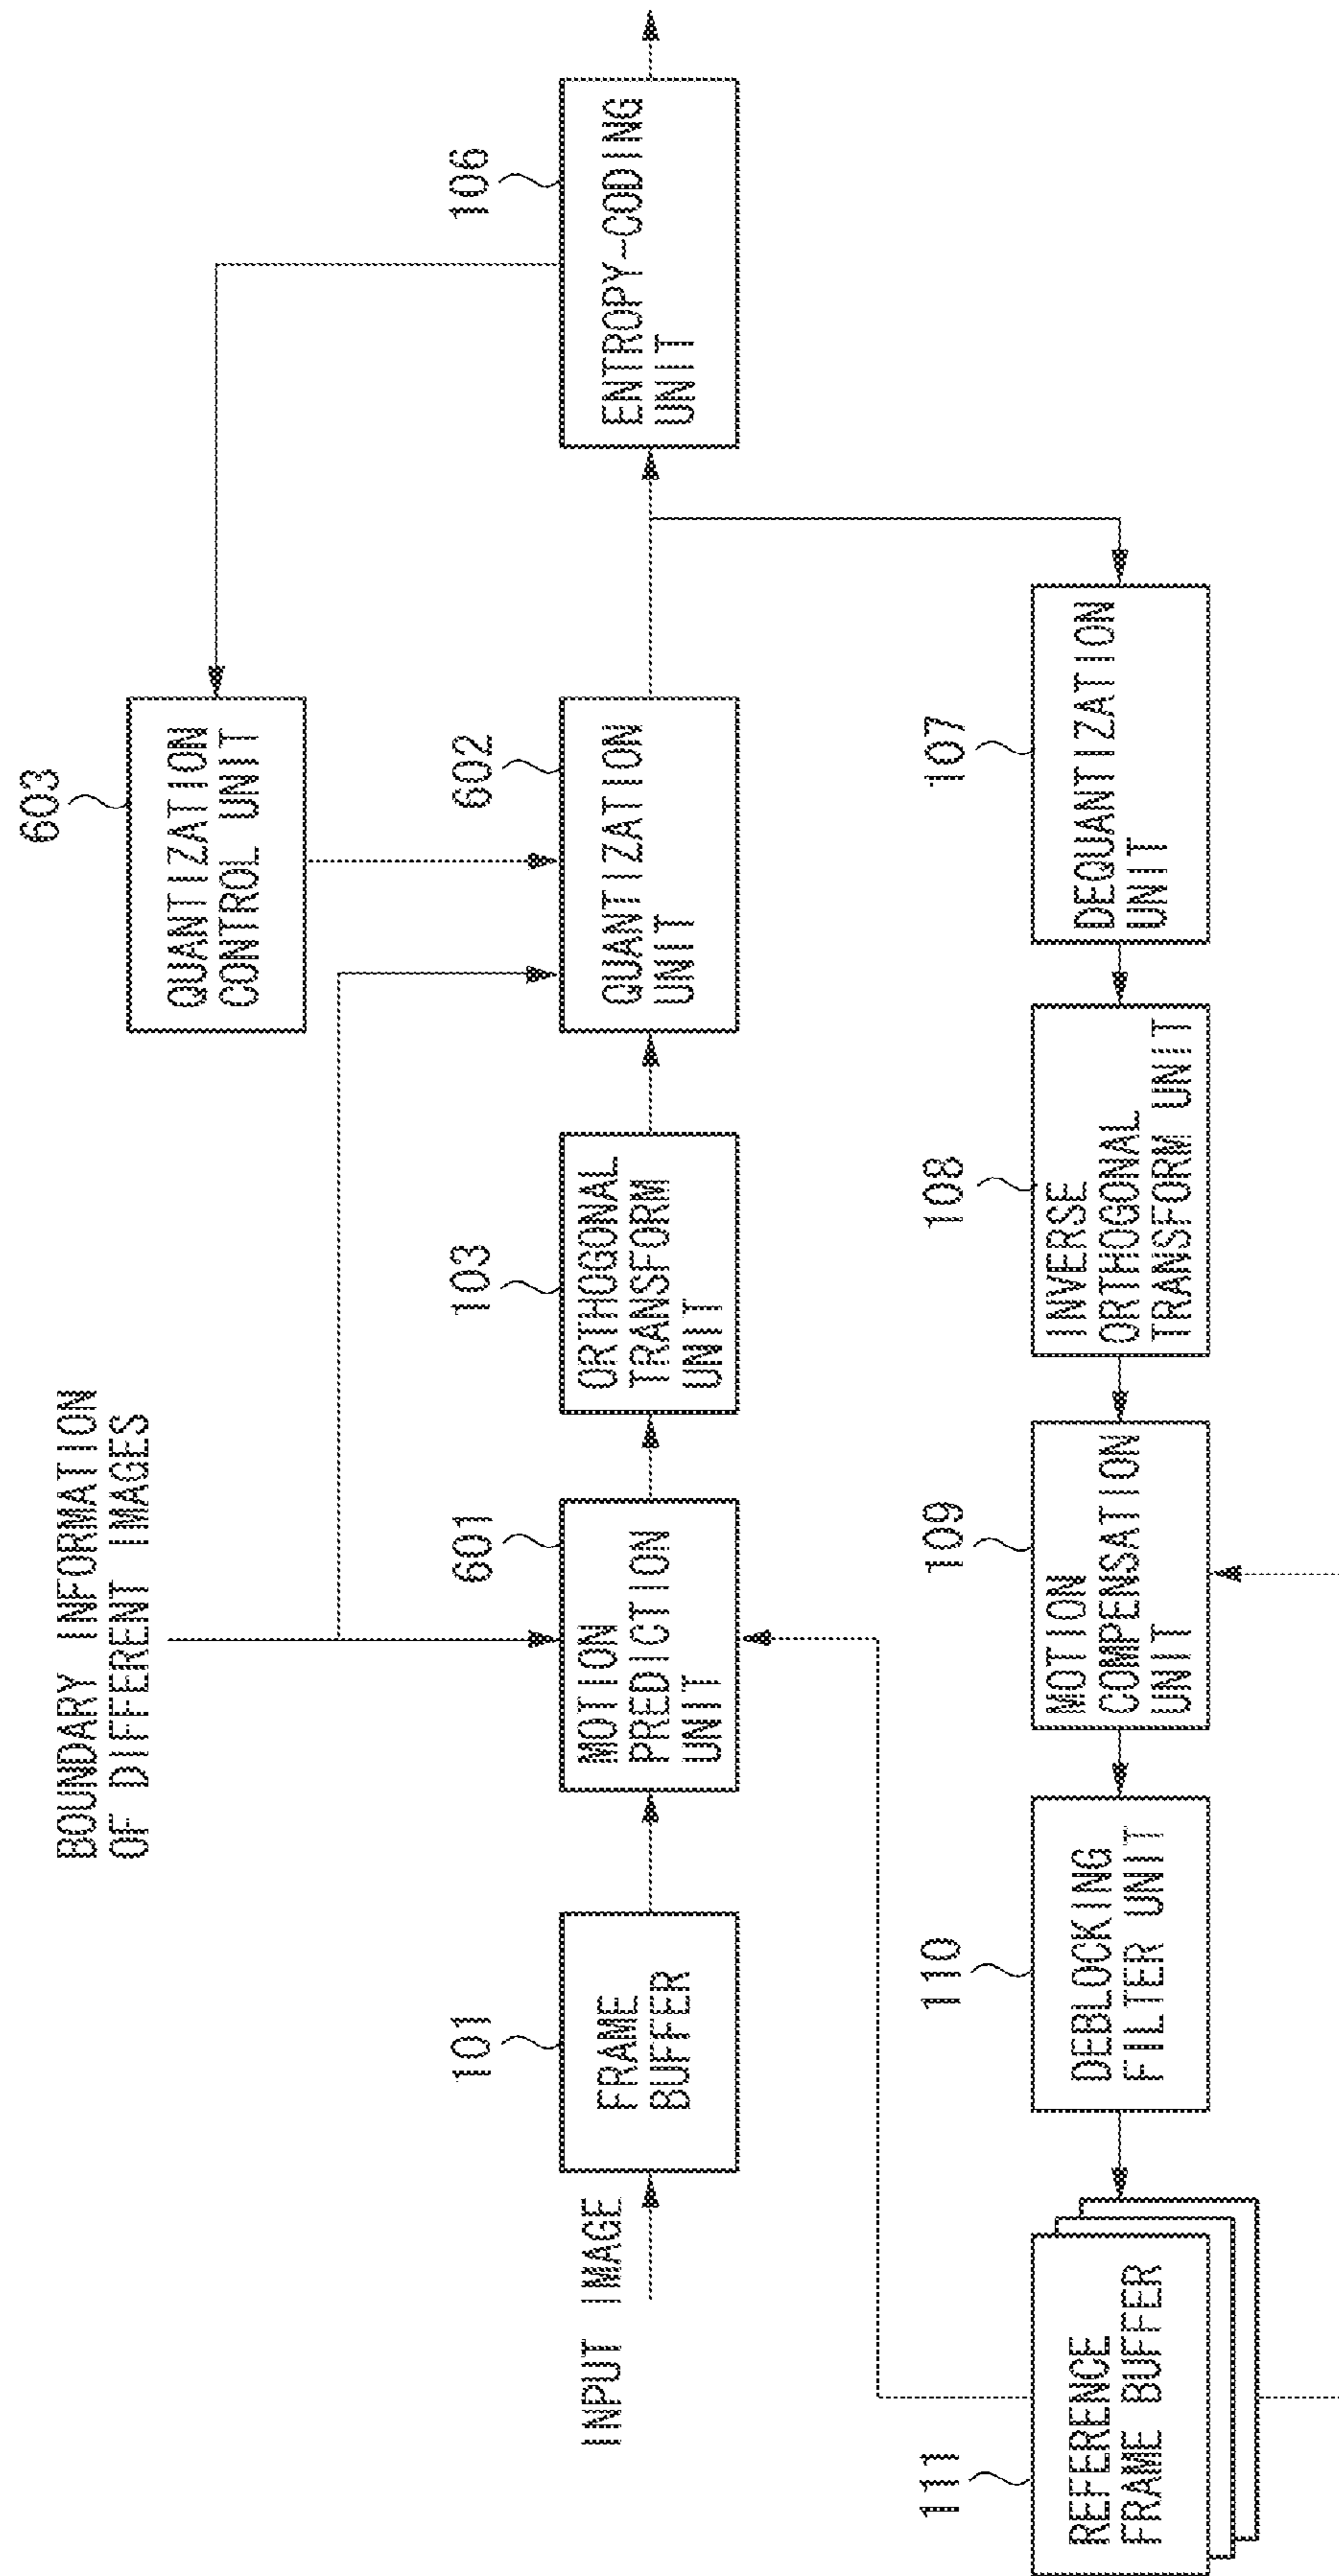 BOUNDARY INFORMATION
OF DIFFERENT IMAGES
603
QUANTIZATION
CONTROL UNIT
INPUT IMAGE
101
FRAME
BUFFER
601
MOTION
PREDICTION
UNIT
103
ORTHOGONAL
TRANSFORM
UNIT
602
QUANTIZATION
UNIT
106
ENTROPY-CODING
UNIT
111
REFERENCE
FRAME BUFFER
110
DEBLOCKING
FILTER UNIT
109
MOTION
COMPENSATION
UNIT
108
INVERSE
ORTHOGONAL
TRANSFORM UNIT
107
DEQUANTIZATION
UNIT